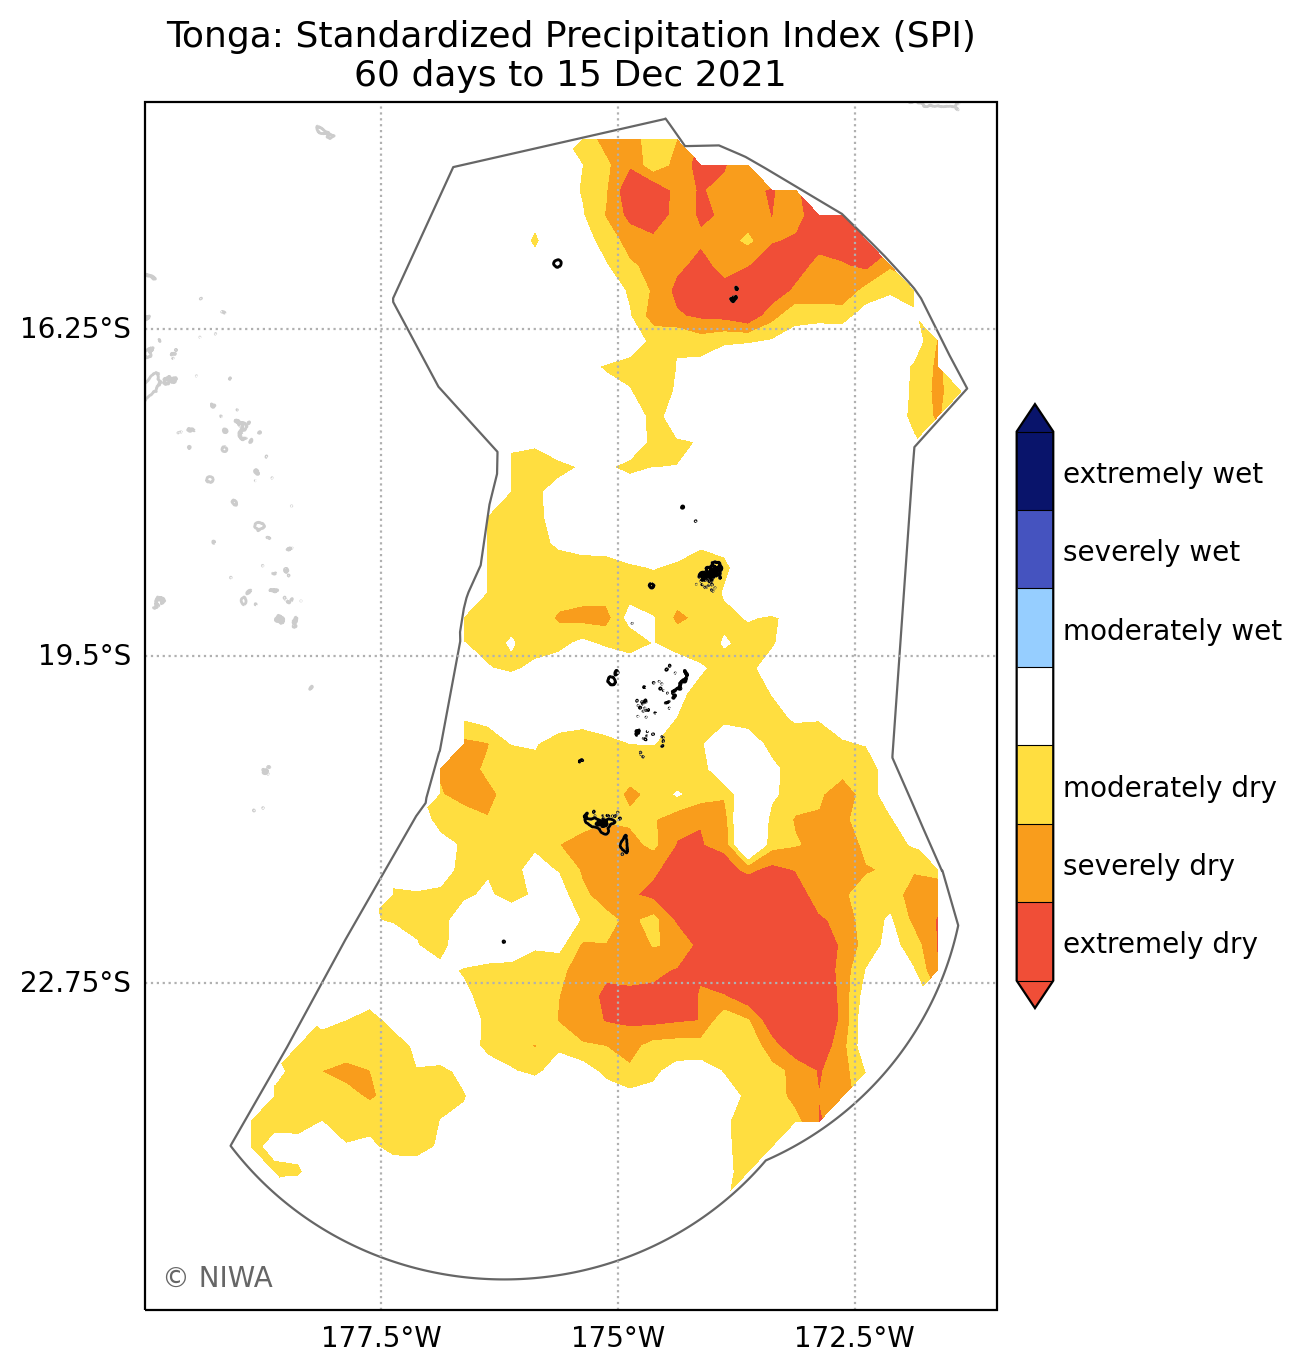 Tonga: Standardized Precipitation Index (SPI)
60 days to 15 Dec 2021
16.25°S
19.5°S
22.75°S
177.5°W
175°W
172.5°W
extremely wet
severely wet
moderately wet
moderately dry
severely dry
extremely dry
© NIWA